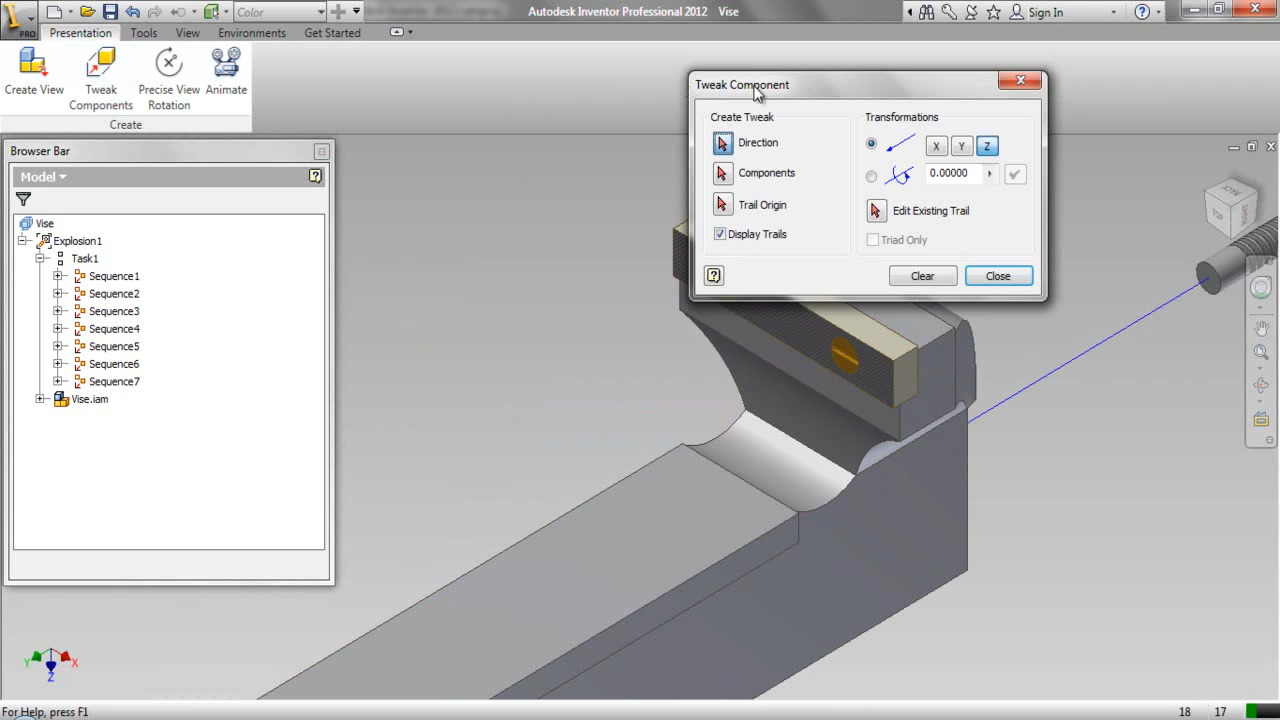 Color
Autodesk Inventor Professional 2012 Vise
Sign In
PRO
Presentation Tools View Environments Get Started
Create View
Tweak Components
Precise View Rotation
Animate
Create
Browser Bar
Model
Vise
Explosion1
Task1
Sequence1
Sequence2
Sequence3
Sequence4
Sequence5
Sequence6
Sequence7
Vise.iam
Tweak Component
Create Tweak
Direction
Components
Trail Origin
Display Trails
Transformations
X Y Z
0.00000
Edit Existing Trail
Triad Only
Clear Close
TOP
Y X
Z
For Help, press F1
18 17